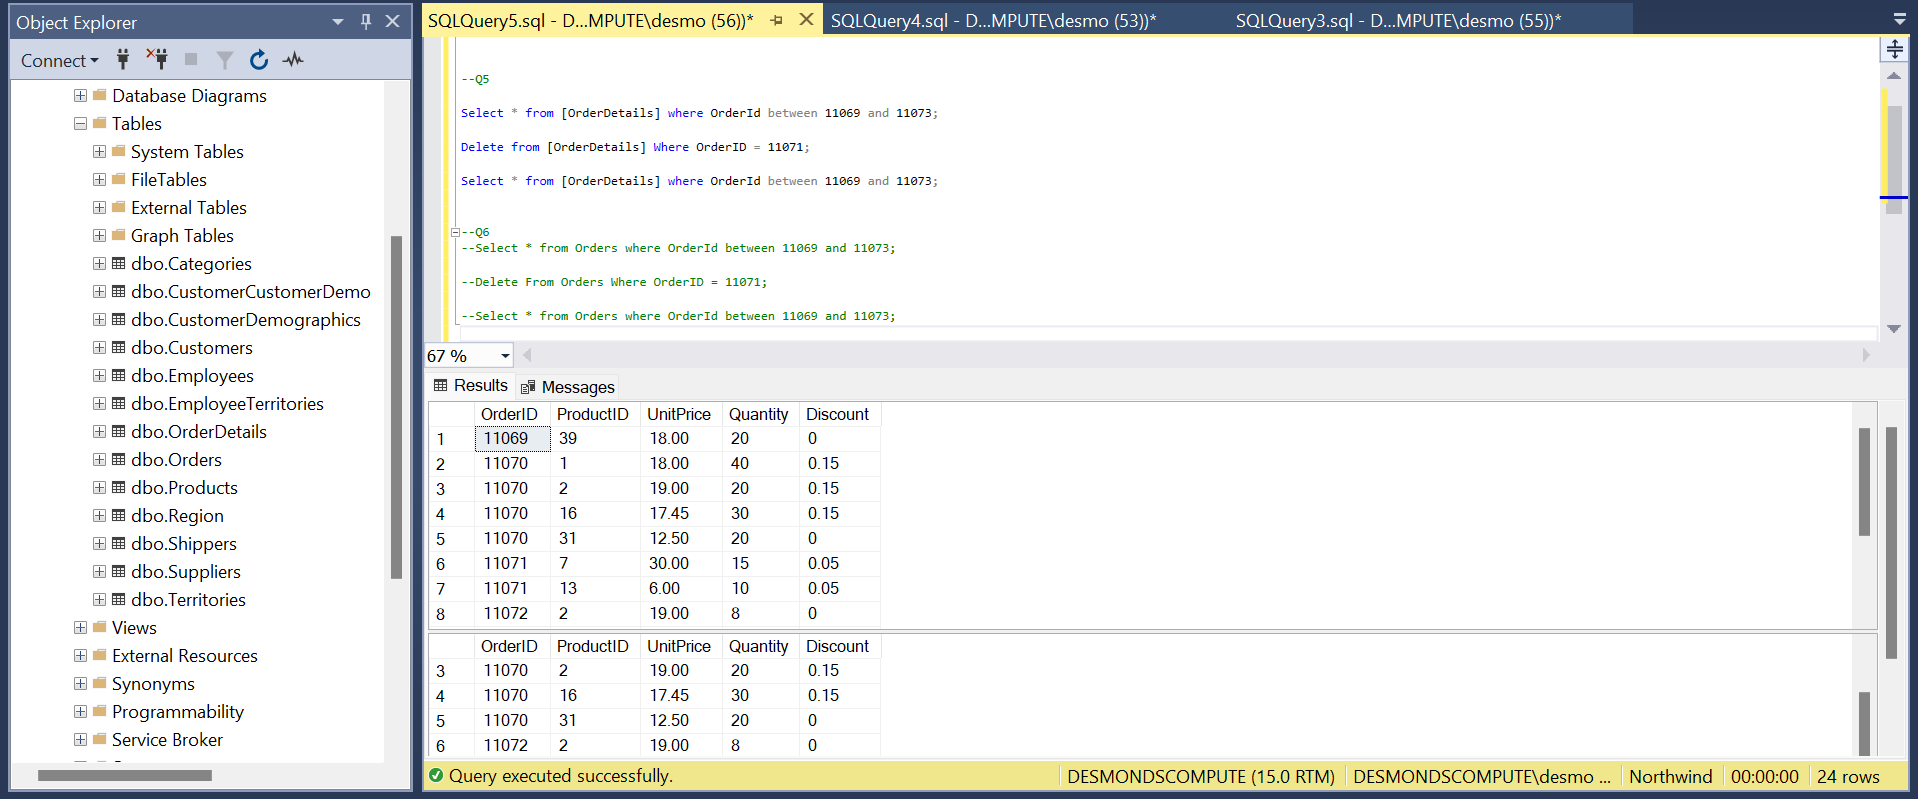 Object Explorer
Connect
Database Diagrams
Tables
System Tables
FileTables
External Tables
Graph Tables
dbo.Categories
dbo.CustomerCustomerDemo
dbo.CustomerDemographics
dbo.Customers
dbo.Employees
dbo.EmployeeTerritories
dbo.OrderDetails
dbo.Orders
dbo.Products
dbo.Region
dbo.Shippers
dbo.Suppliers
dbo.Territories
Views
External Resources
Synonyms
Programmability
Service Broker
SQLQuery5.sql - D...MPUTE\desmo (56))* SQLQuery4.sql - D...MPUTE\desmo (53))* SQLQuery3.sql - D...MPUTE\desmo (55))*
--Q5
Select * from [OrderDetails] where OrderId between 11069 and 11073;
Delete from [OrderDetails] Where OrderID = 11071;
Select * from [OrderDetails] where OrderId between 11069 and 11073;
--Q6
--Select * from Orders where OrderId between 11069 and 11073;
--Delete From Orders Where OrderID = 11071;
--Select * from Orders where OrderId between 11069 and 11073;
67 %
Results Messages
OrderID ProductID UnitPrice Quantity Discount
1 11069 39 18.00 20 0
2 11070 1 18.00 40 0.15
3 11070 2 19.00 20 0.15
4 11070 16 17.45 30 0.15
5 11070 31 12.50 20 0
6 11071 7 30.00 15 0.05
7 11071 13 6.00 10 0.05
8 11072 2 19.00 8 0
OrderID ProductID UnitPrice Quantity Discount
3 11070 2 19.00 20 0.15
4 11070 16 17.45 30 0.15
5 11070 31 12.50 20 0
6 11072 2 19.00 8 0
Query executed successfully. DESMONDSCOMPUTE (15.0 RTM) DESMONDSCOMPUTE\desmo ... Northwind 00:00:00 24 rows